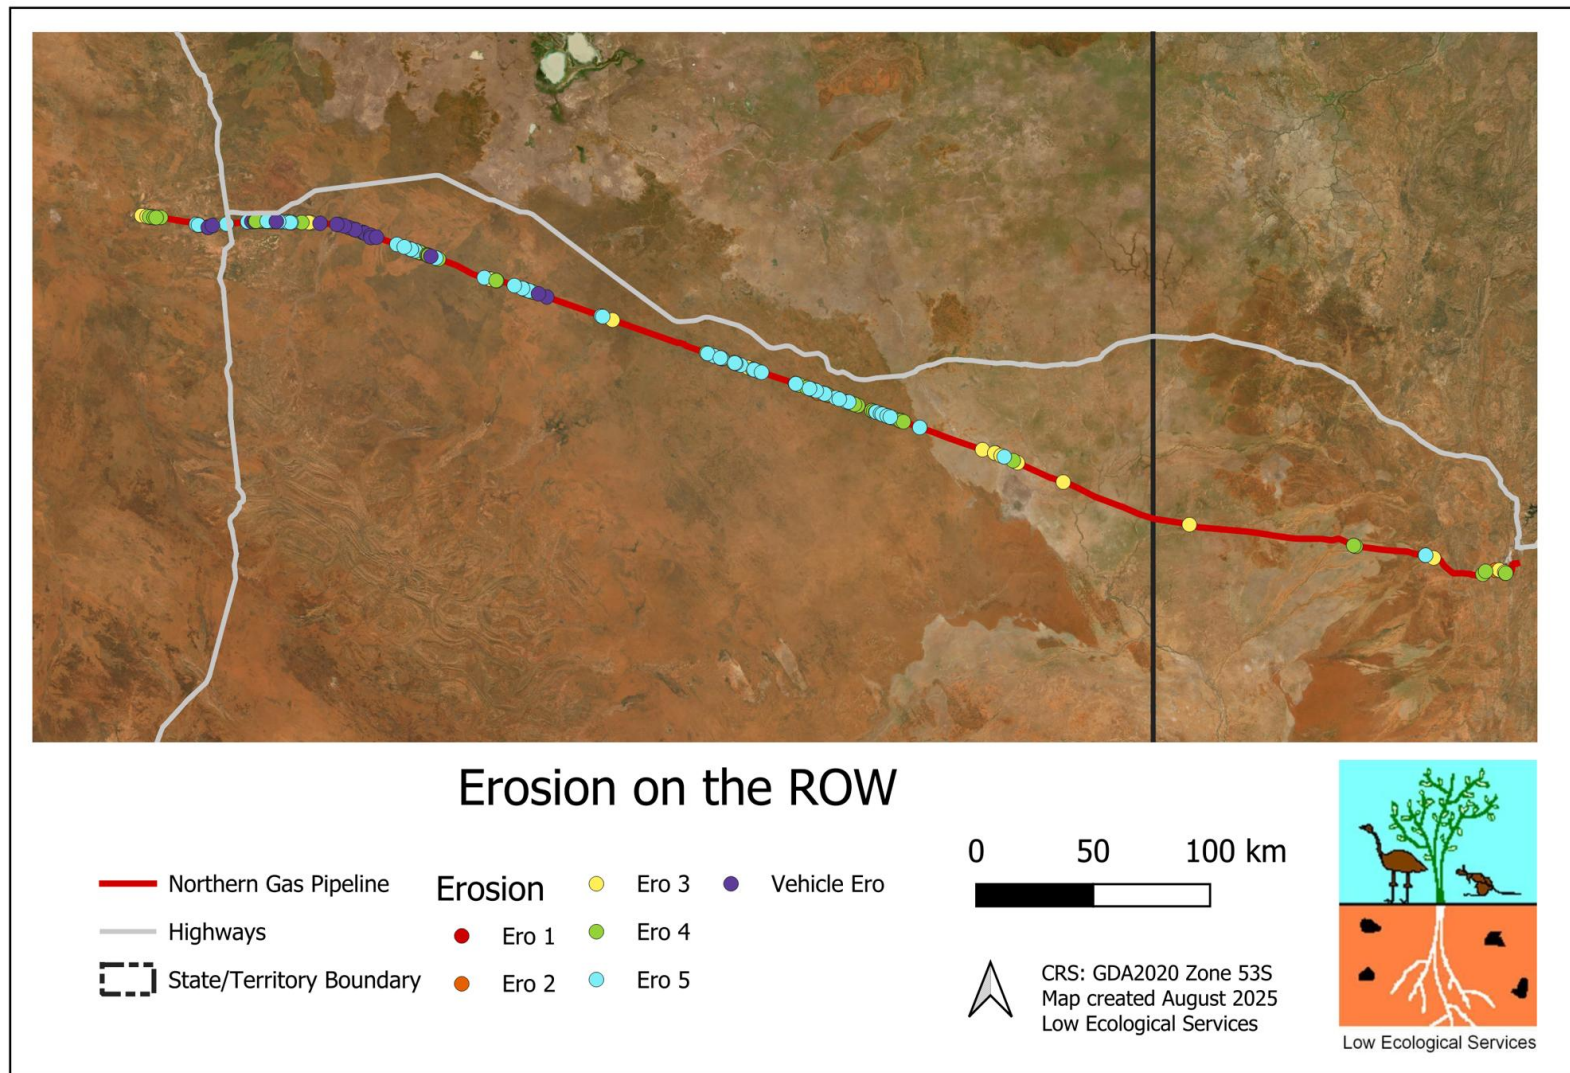 Erosion on the ROW
Northern Gas Pipeline
Highways
State/Territory Boundary
Erosion
Ero 1
Ero 2
Ero 3
Ero 4
Ero 5
Vehicle Ero
0 50 100 km
CRS: GDA2020 Zone 53S
Map created August 2025
Low Ecological Services
Low Ecological Services